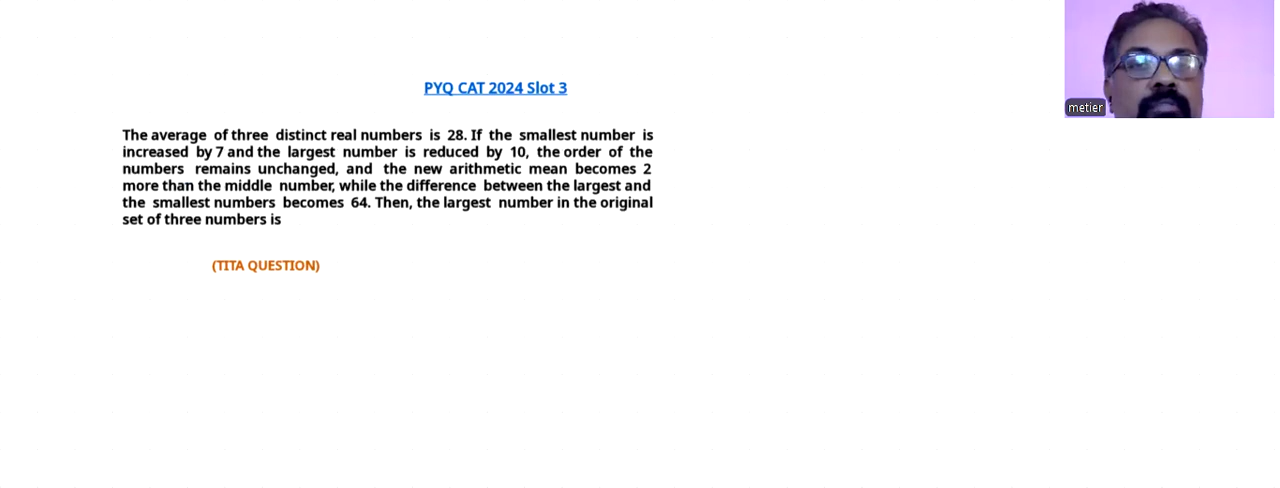 PYQ CAT 2024 Slot 3
metier
The average of three distinct real numbers is 28. If the smallest number is
increased by 7 and the largest number is reduced by 10, the order of the
numbers remains unchanged, and the new arithmetic mean becomes 2
more than the middle number, while the difference between the largest and
the smallest numbers becomes 64. Then, the largest number in the original
set of three numbers is
(TITA QUESTION)